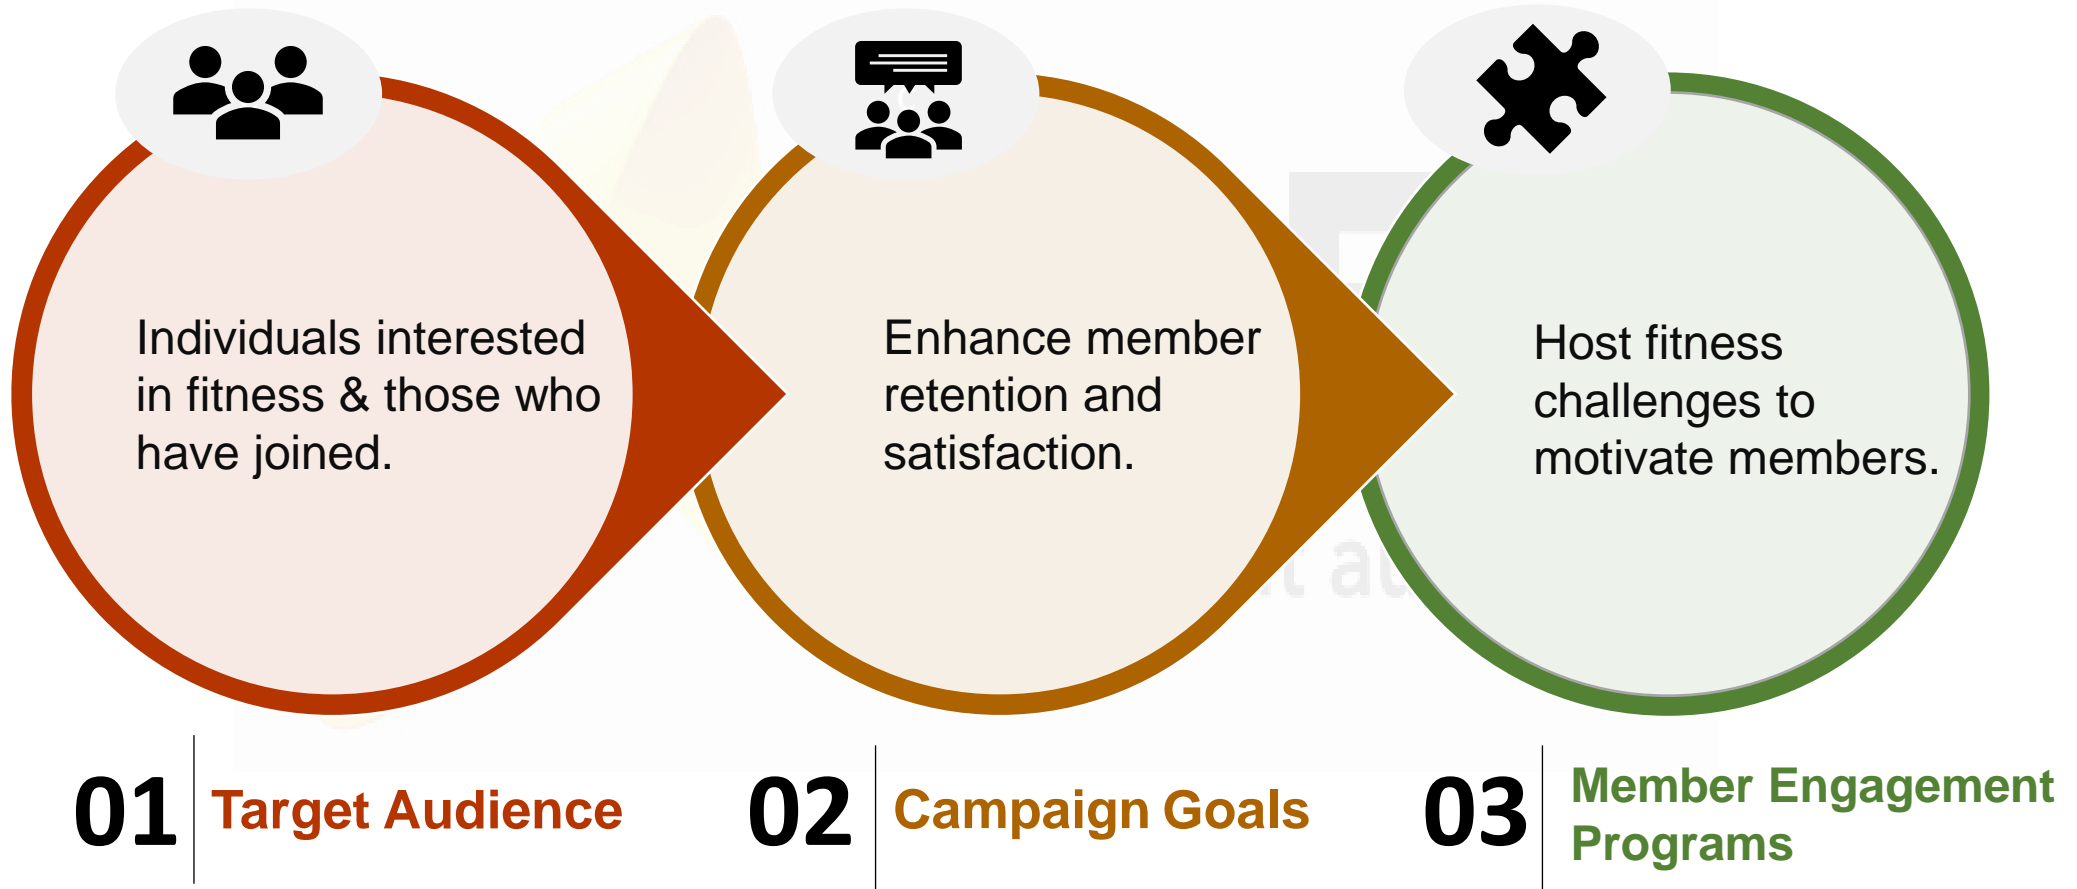 Individuals interested
in fitness & those who
have joined.
Enhance member
retention and
satisfaction.
Host fitness
challenges to
motivate members.
01
Target Audience
02
Campaign Goals
03
Member Engagement
Programs